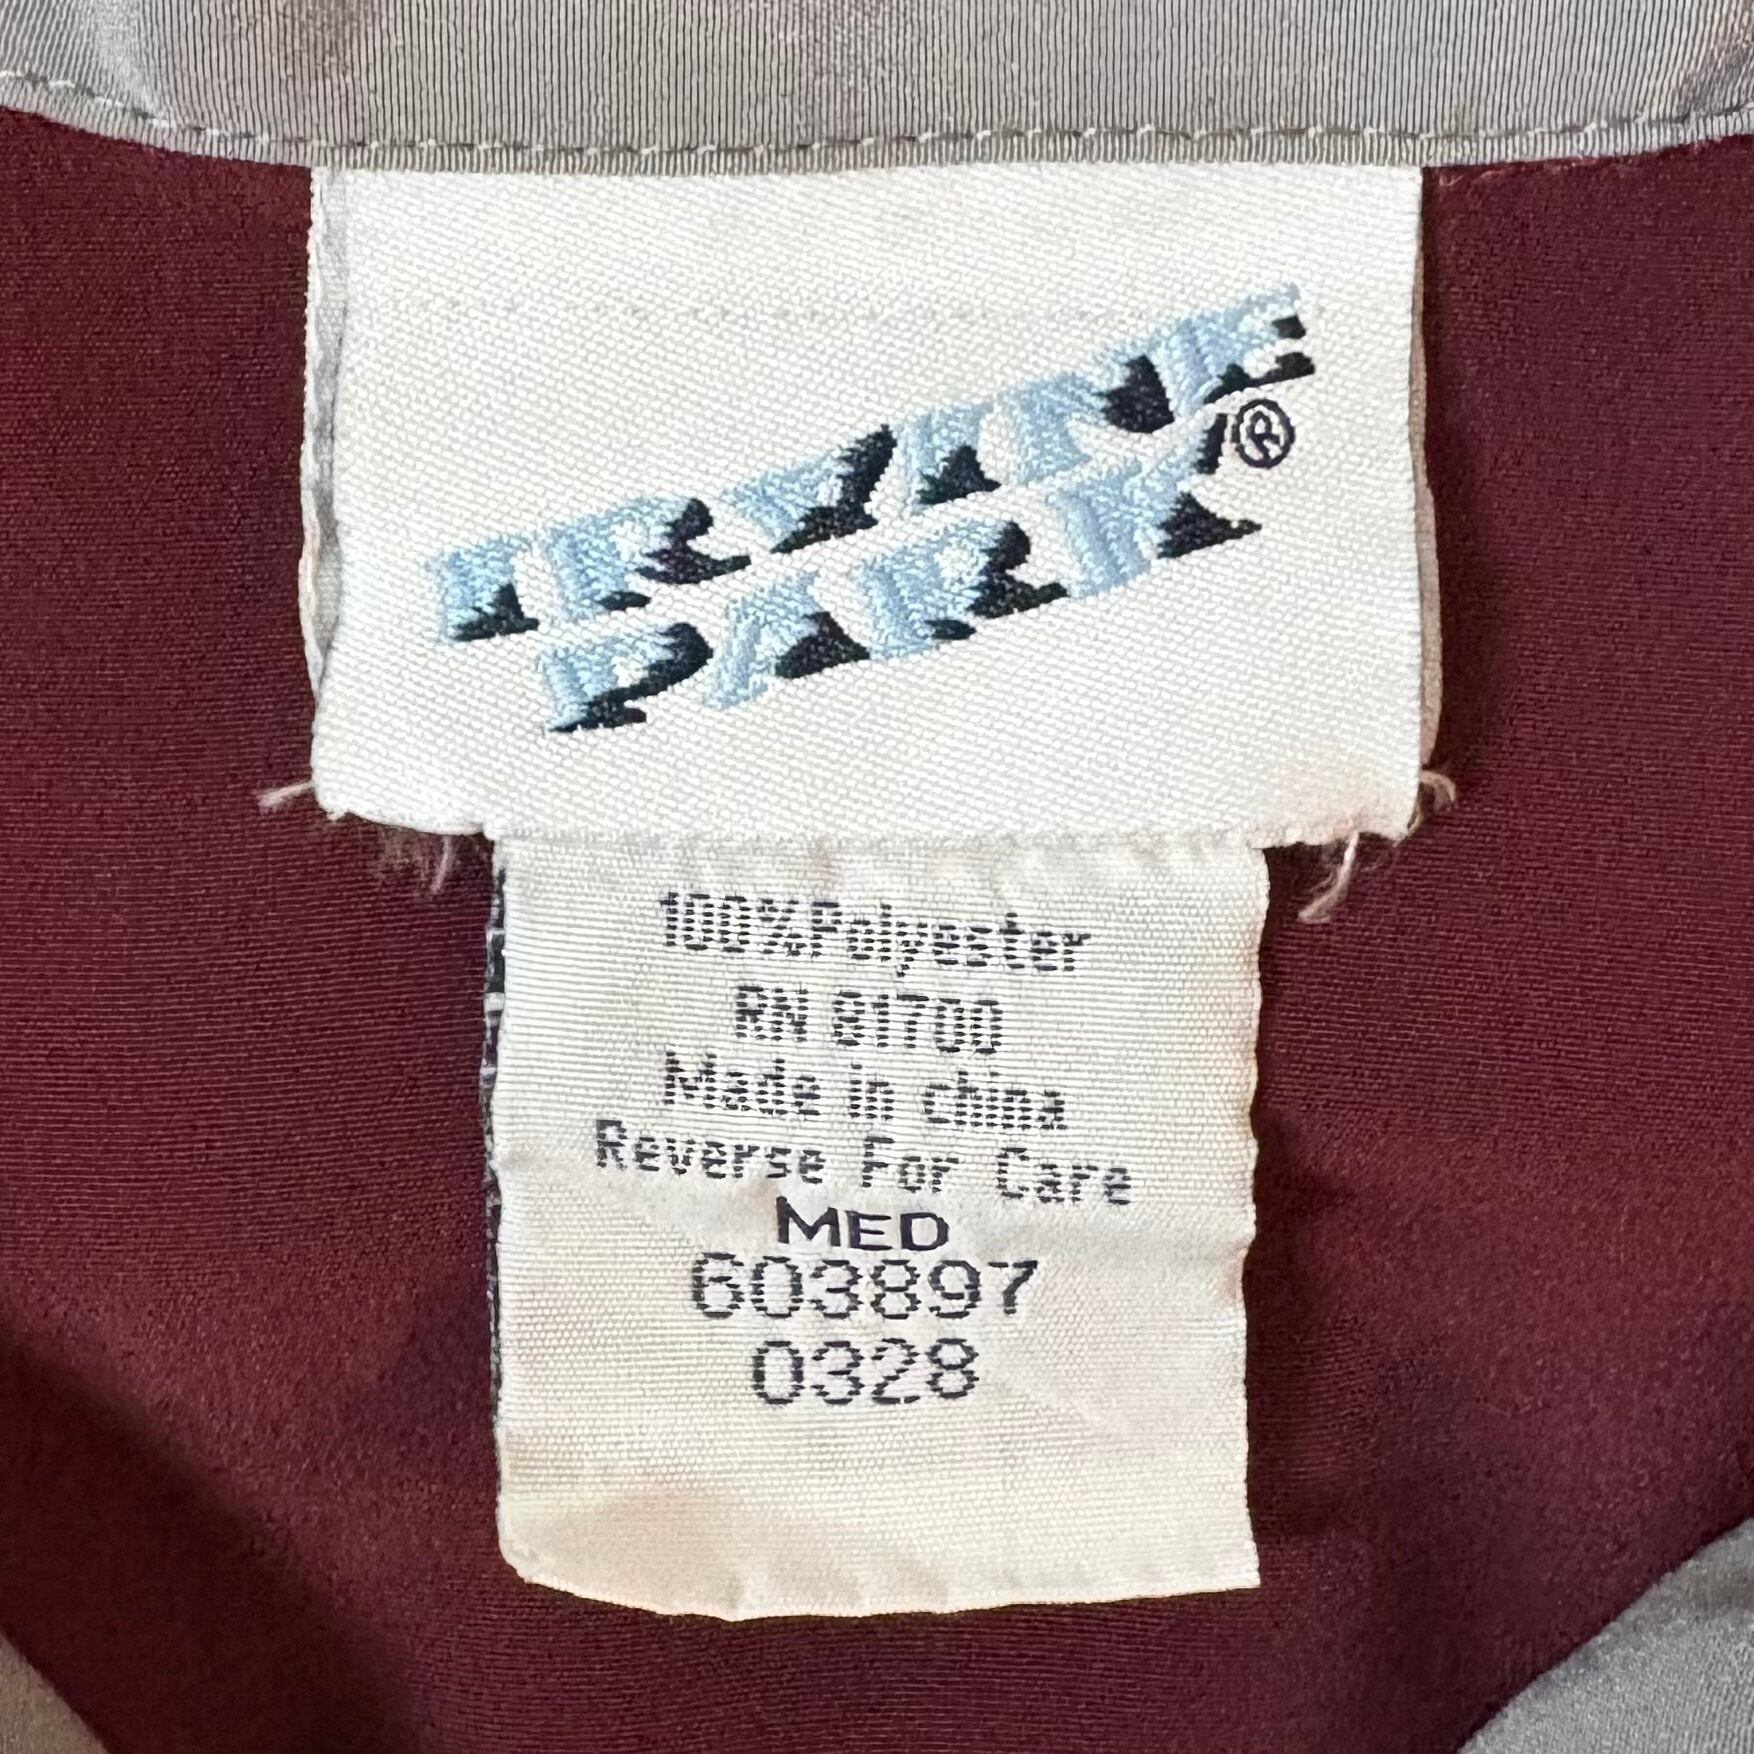 IRVINE
PARK®
100%Polyester
RN 81700
Made in china
Reverse For Care
MED
603897
0328